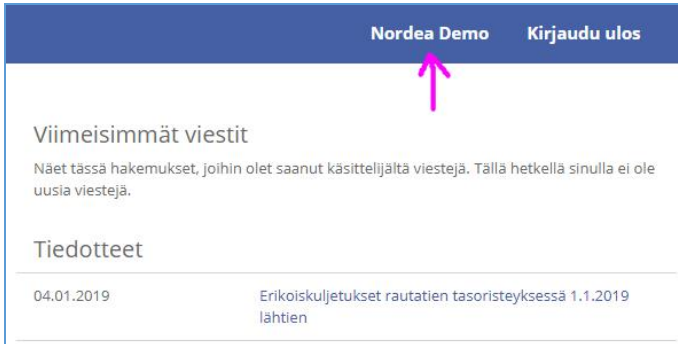 Nordea Demo Kirjaudu ulos
Viimeisimmät viestit
Näet tässä hakemukset, joihin olet saanut käsittelijältä viestejä. Tällä hetkellä sinulla ei ole
uusia viestejä.
Tiedotteet
04.01.2019 Erikoiskuljetukset rautatien tasoristeyksessä 1.1.2019
lähtien